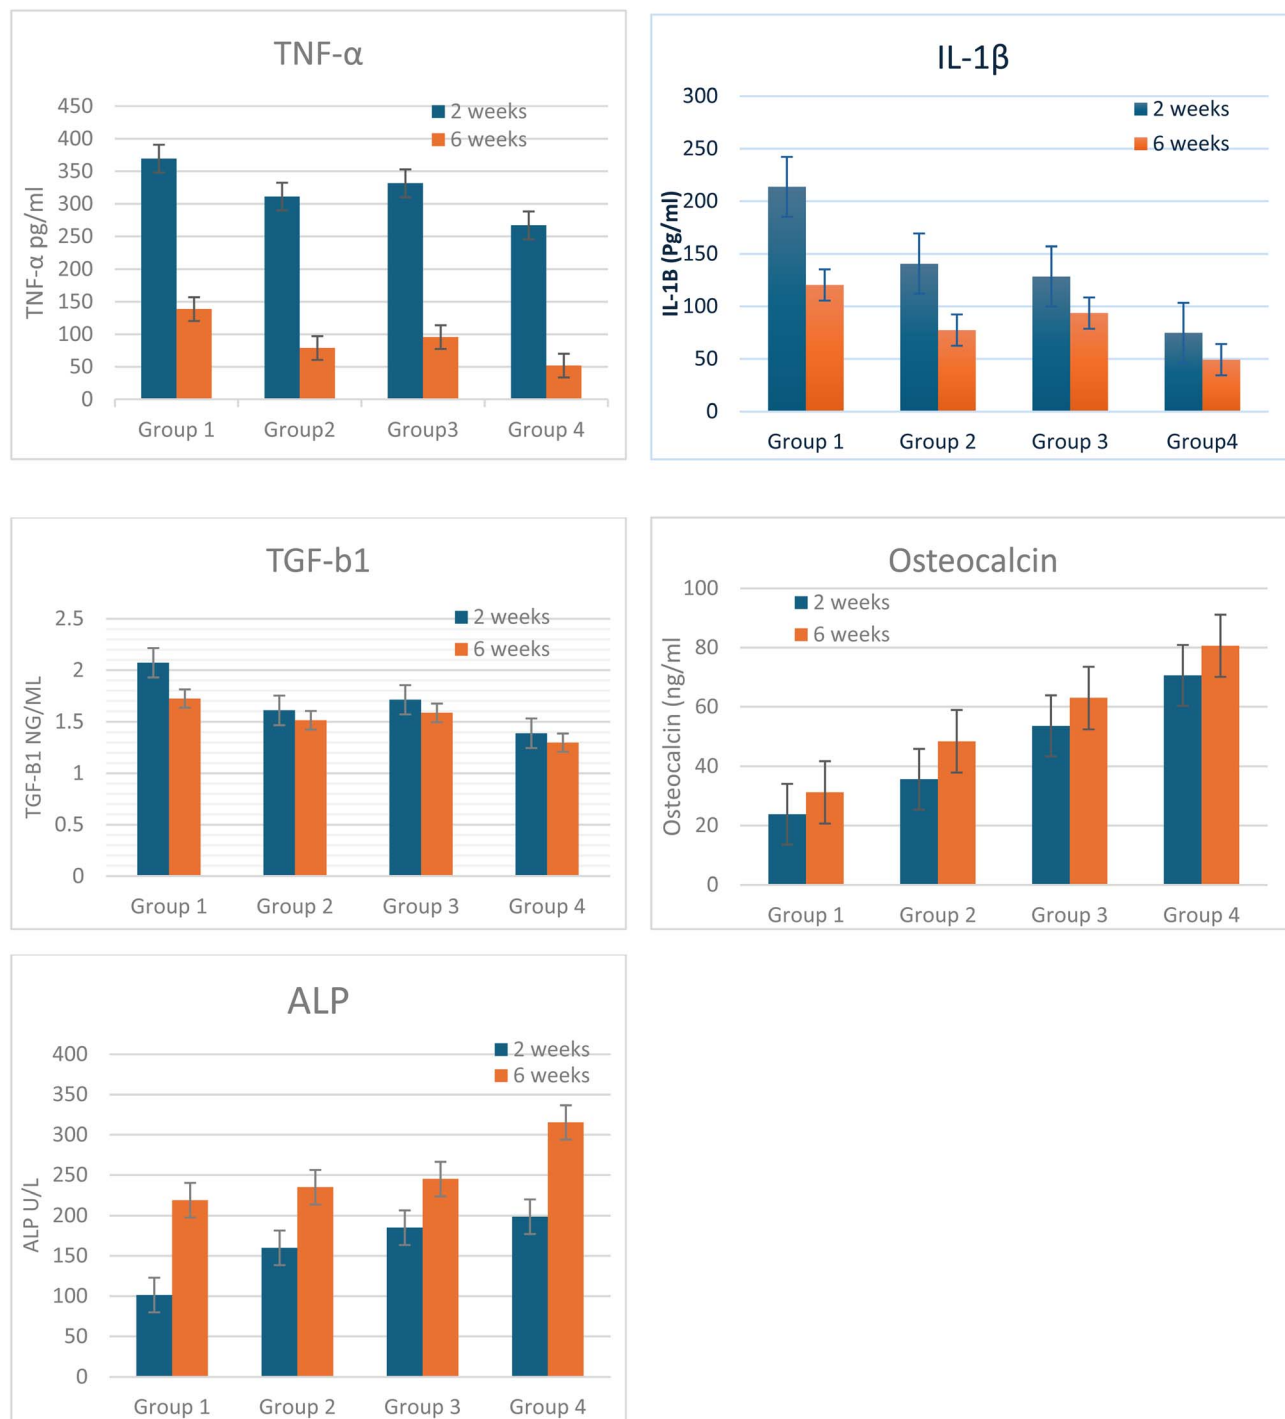 TNF-α
2 weeks
6 weeks
TNF-α pg/ml
450
400
350
300
250
200
150
100
50
0
Group 1 Group2 Group3 Group 4
IL-1β
2 weeks
6 weeks
IL-1B (Pg/ml)
300
250
200
150
100
50
0
Group 1 Group 2 Group 3 Group4
TGF-b1
2 weeks
6 weeks
TGF-B1 NG/ML
2.5
2
1.5
1
0.5
0
Group 1 Group 2 Group 3 Group 4
Osteocalcin
2 weeks
6 weeks
Osteocalcin (ng/ml)
100
80
60
40
20
0
Group 1 Group 2 Group 3 Group 4
ALP
2 weeks
6 weeks
ALP U/L
400
350
300
250
200
150
100
50
0
Group 1 Group 2 Group 3 Group 4